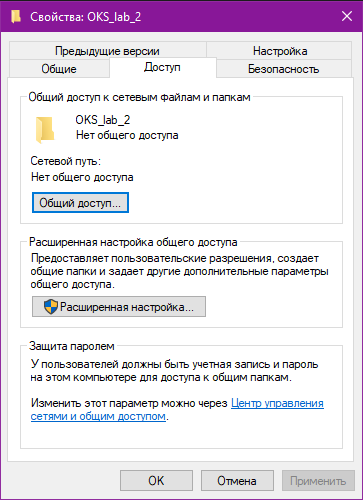 Свойства: OKS_lab_2
Предыдущие версии Настройка
Общие Доступ Безопасность
Общий доступ к сетевым файлам и папкам
OKS_lab_2
Нет общего доступа
Сетевой путь:
Нет общего доступа
Общий доступ...
Расширенная настройка общего доступа
Предоставляет пользовательские разрешения, создает
общие папки и задает другие дополнительные параметры
общего доступа.
Расширенная настройка...
Защита паролем
У пользователей должны быть учетная запись и пароль
на этом компьютере для доступа к общим папкам.
Изменить этот параметр можно через Центр управления
сетями и общим доступом.
OK Отмена Применить